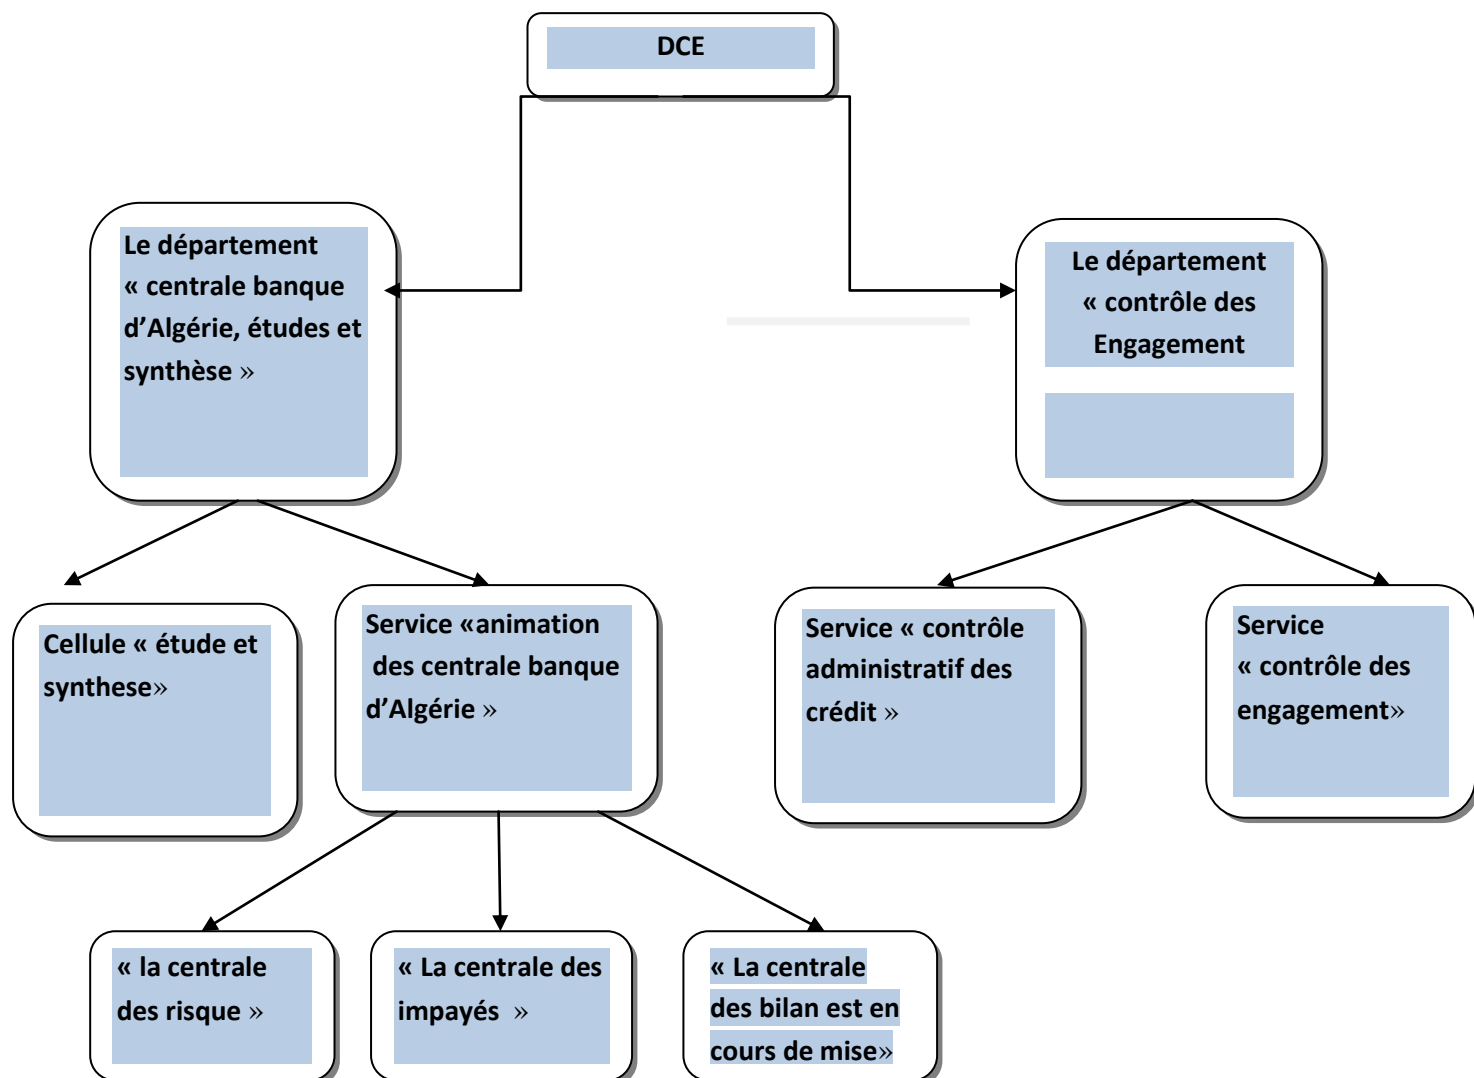 DCE
Le département
« centrale banque
d’Algérie, études et
synthèse »
Le département
« contrôle des
Engagement
Cellule « étude et
synthese»
Service «animation
des centrale banque
d’Algérie »
Service « contrôle
administratif des
crédit »
Service
« contrôle des
engagement»
« la centrale
des risque »
« La centrale des
impayés »
« La centrale
des bilan est en
cours de mise»